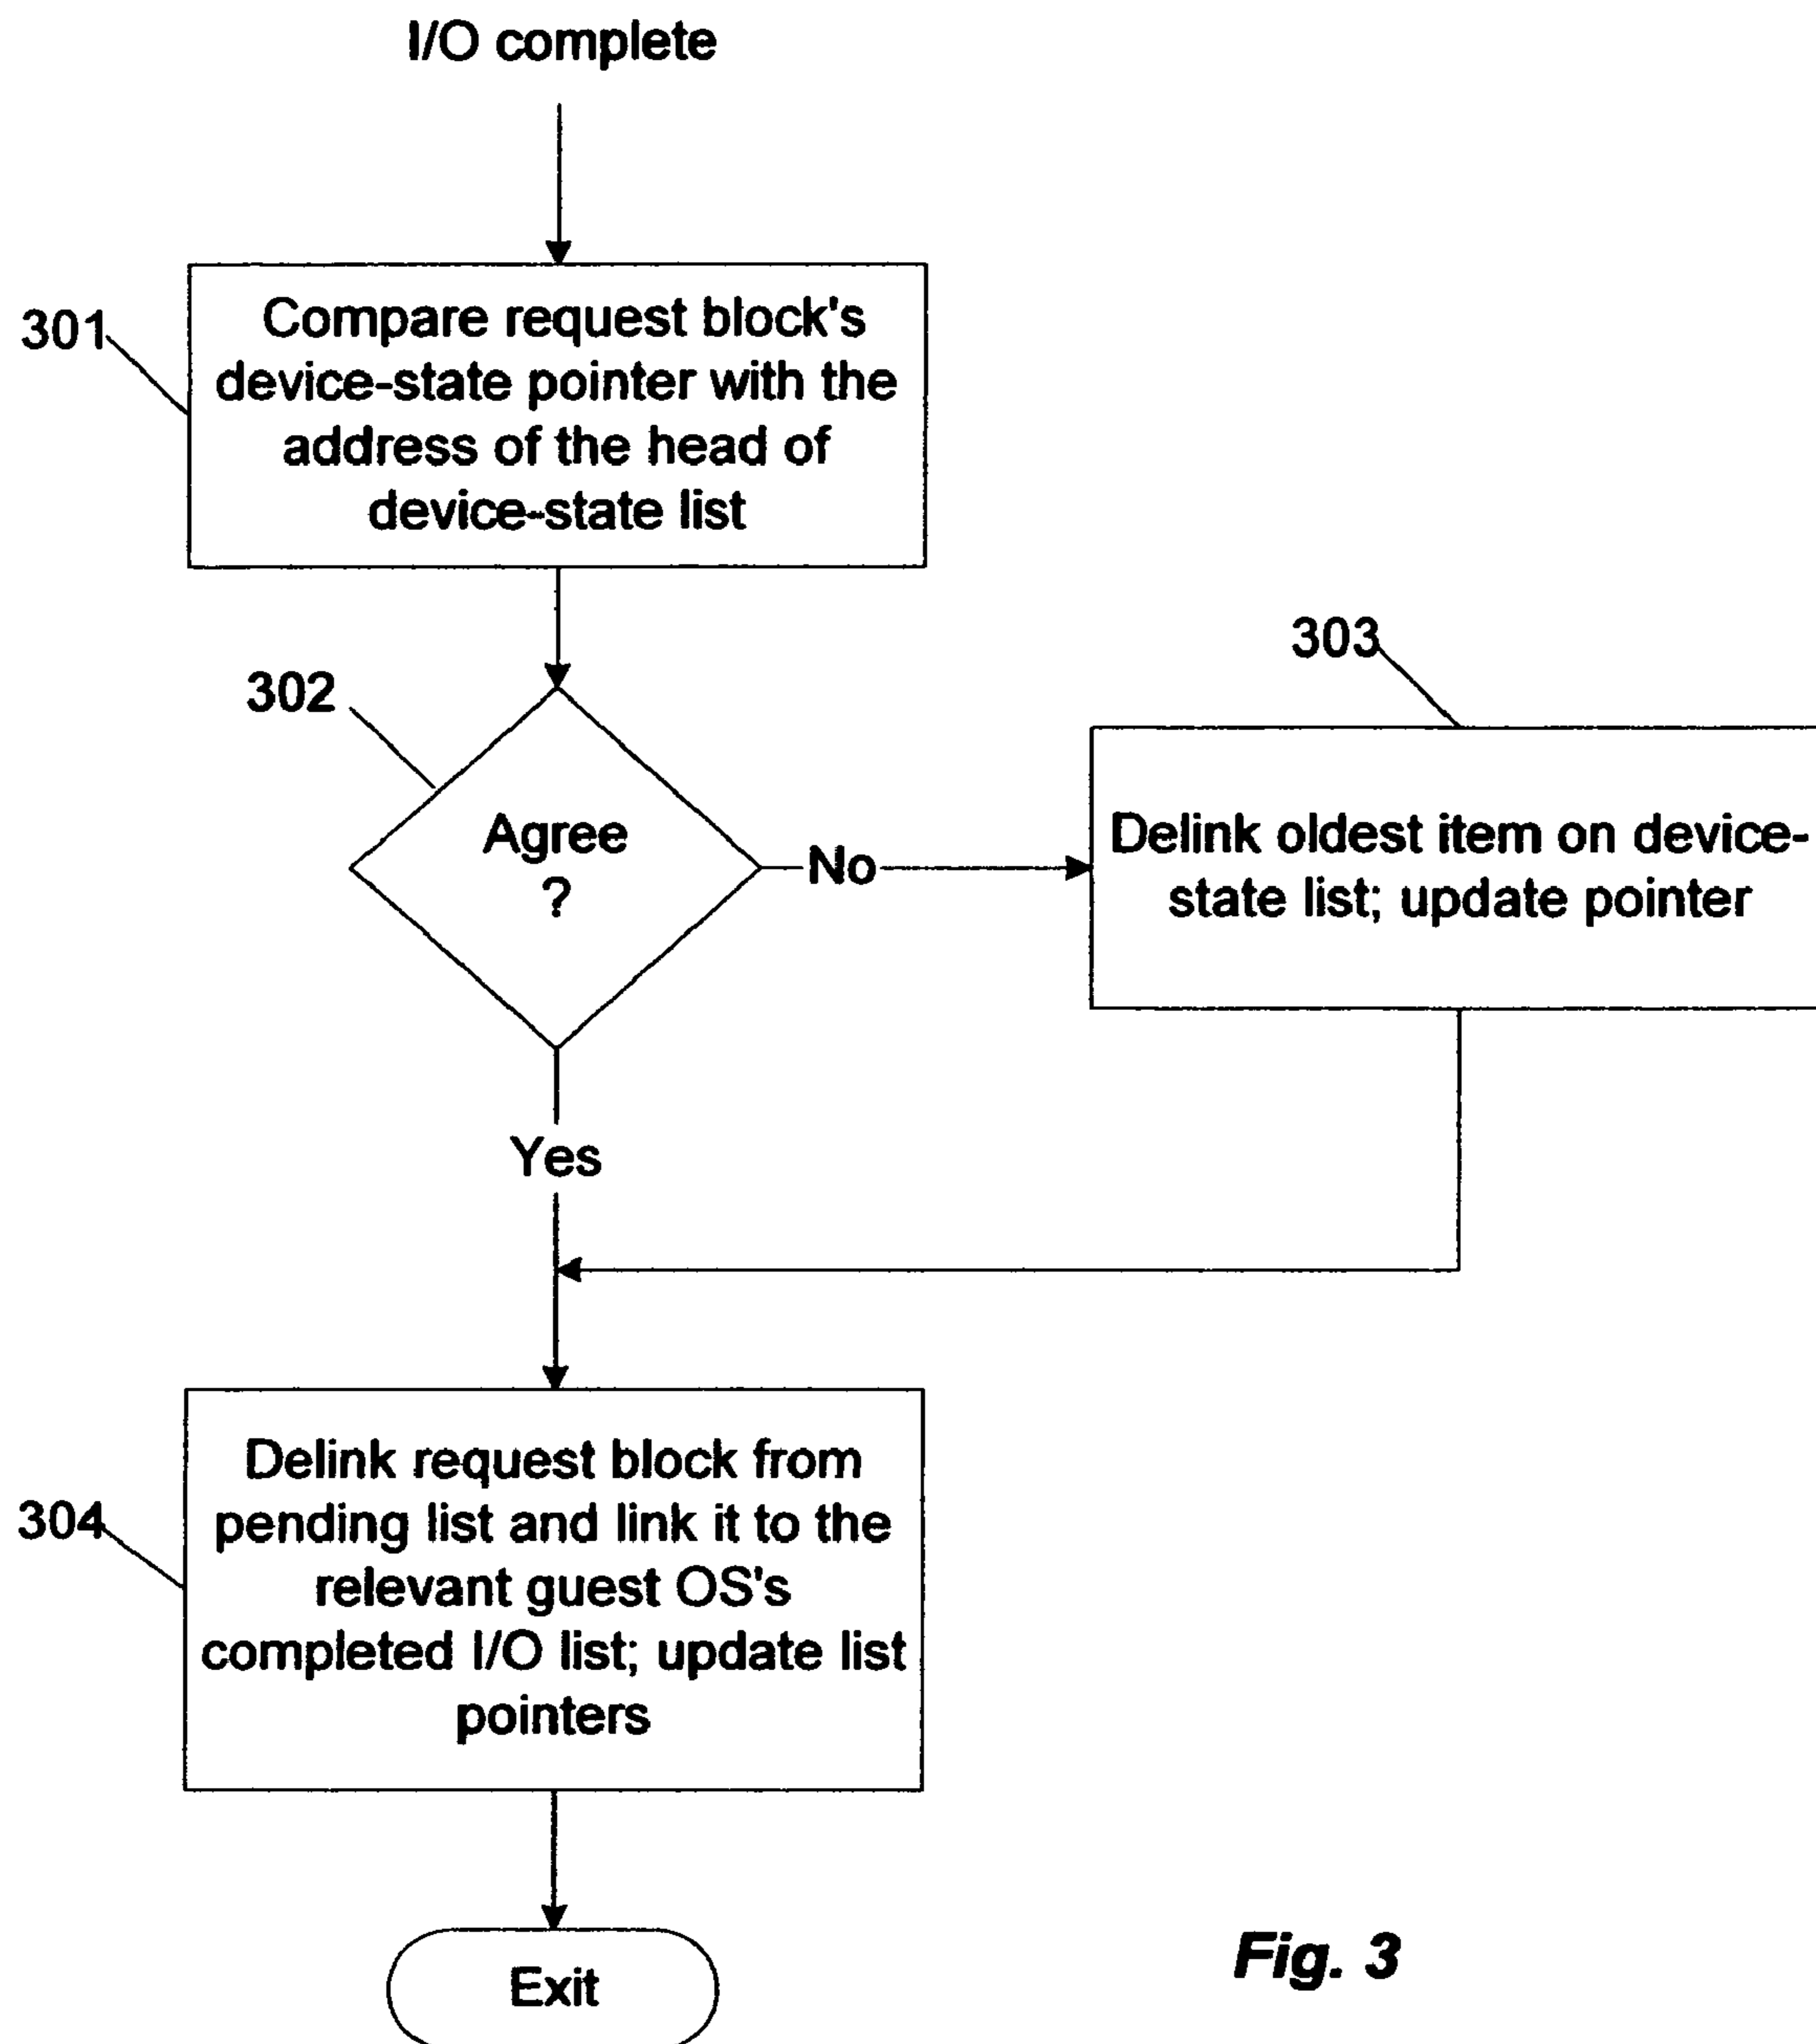 I/O complete
301
Compare request block's
device-state pointer with the
address of the head of
device-state list
302
Agree
?
No
303
Delink oldest item on device-
state list; update pointer
Yes
304
Delink request block from
pending list and link it to the
relevant guest OS's
completed I/O list; update list
pointers
Exit
Fig. 3